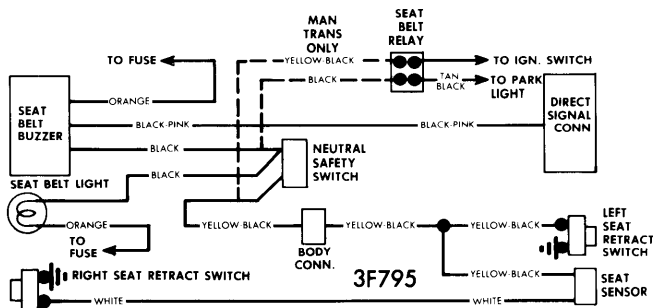 MAN
TRANS
ONLY
SEAT
BELT
RELAY
TO FUSE
YELLOW-BLACK
TO IGN. SWITCH
BLACK
TAN
BLACK
TO PARK
LIGHT
ORANGE
SEAT
BELT
BUZZER
BLACK-PINK
BLACK-PINK
DIRECT
SIGNAL
CONN
BLACK
NEUTRAL
SAFETY
SWITCH
SEAT BELT LIGHT
BLACK
ORANGE
TO
FUSE
YELLOW-BLACK
BODY
CONN.
YELLOW-BLACK
YELLOW-BLACK
LEFT
SEAT
RETRACT
SWITCH
RIGHT SEAT RETRACT SWITCH
3F795
YELLOW-BLACK
SEAT
SENSOR
WHITE
WHITE